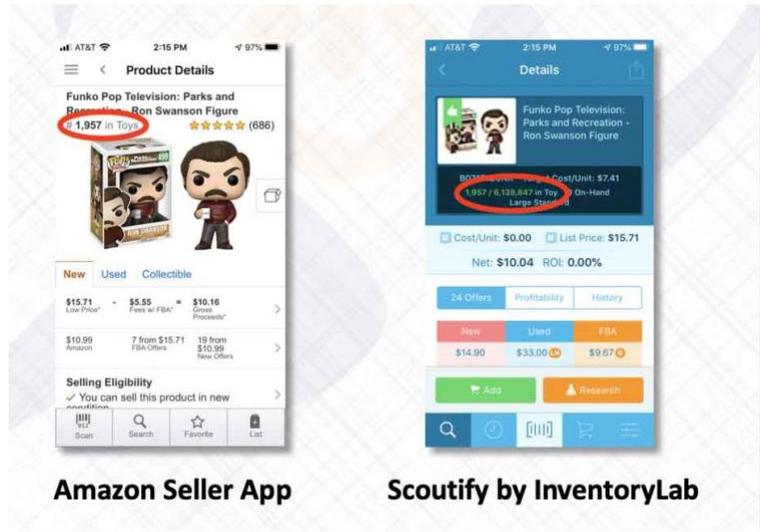 AT&T 2:15 PM 97%
Product Details
Funko Pop Television: Parks and
Recreation - Ron Swanson Figure
# 1,957 in Toys (686)
POP!
499
RON SWANSON
New Used Collectible
$15.71 - $5.55 = $10.16
Low Price* Fees w/ FBA* Gross
Proceeds*
$10.99 7 from $15.71 19 from
Amazon FBA Offers $10.99
New Offers
Selling Eligibility
✓ You can sell this product in new
condition
Scan Search Favorite List
Amazon Seller App
AT&T 2:15 PM 97%
Details
Funko Pop Television:
Parks and Recreation -
Ron Swanson Figure
Cost/Unit: $7.41
1,957 / 6,138,847 in Toy On-Hand
Large Standard
Cost/Unit: $0.00 List Price: $15.71
Net: $10.04 ROI: 0.00%
24 Offers Profitability History
New Used FBA
$14.90 $33.00 LN $9.67
Add Research
Scoutify by InventoryLab